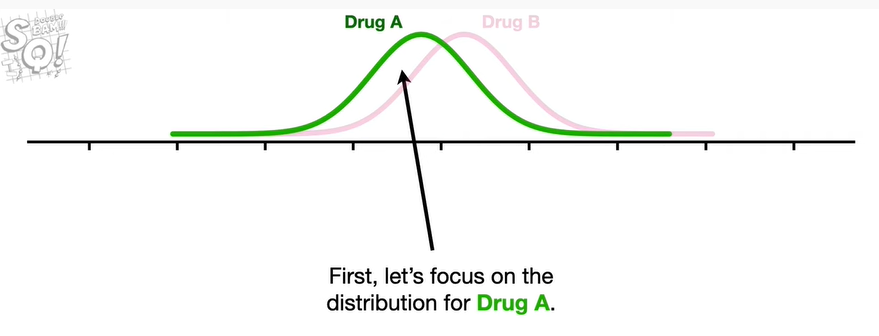 Drug A
Drug B
First, let's focus on the
distribution for Drug A.